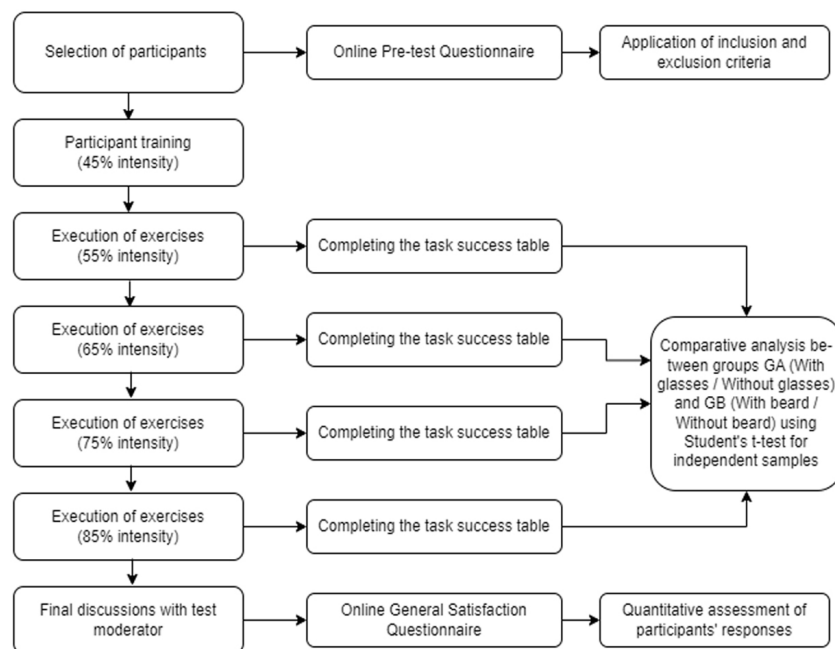 Selection of participants
Online Pre-test Questionnaire
Application of inclusion and
exclusion criteria
Participant training
(45% intensity)
Execution of exercises
(55% intensity)
Completing the task success table
Execution of exercises
(65% intensity)
Completing the task success table
Comparative analysis be-
tween groups GA (With
glasses / Without glasses)
and GB (With beard /
Without beard) using
Student's t-test for
independent samples
Execution of exercises
(75% intensity)
Completing the task success table
Execution of exercises
(85% intensity)
Completing the task success table
Final discussions with test
moderator
Online General Satisfaction
Questionnaire
Quantitative assessment of
participants' responses